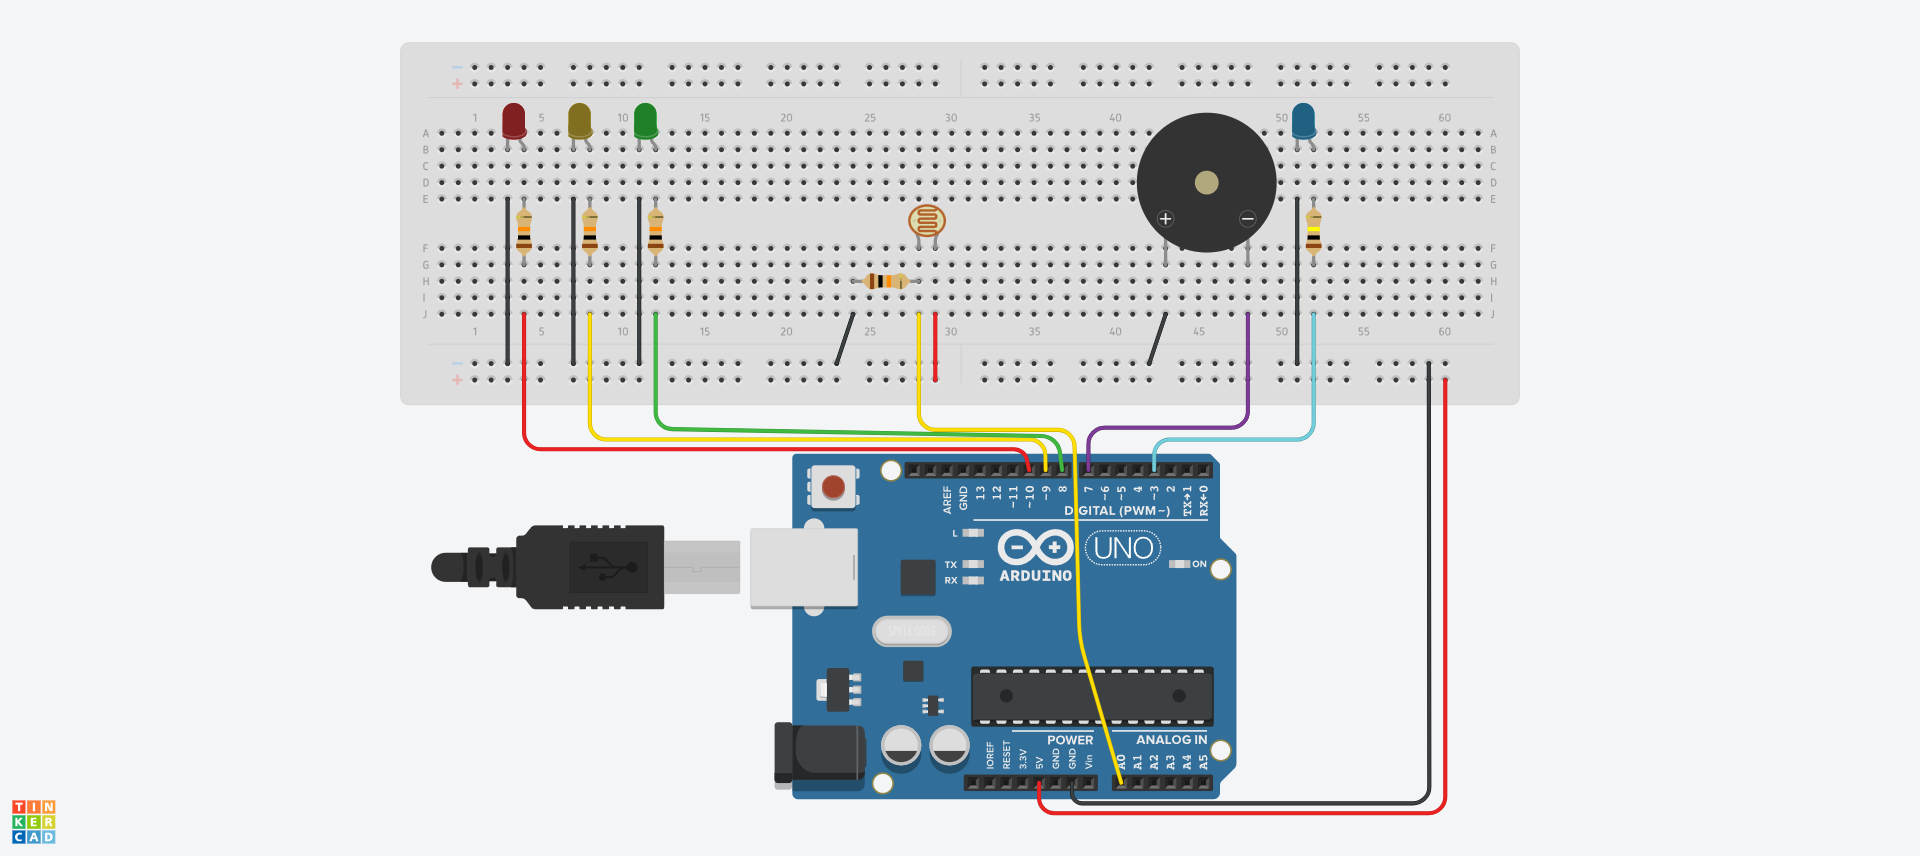 − 
+
1 5 10 15 20 25 30 35 40 50 55 60
A A
B B
C C
D D
E E
+ −
F F
G G
H H
I I
J J
1 5 10 15 20 25 30 35 40 45 50 55 60
−
+
AREF GND 13 12 ~11 ~10 ~9 8 7 ~6 ~5 4 ~3 2 TX→1 RX←0
DIGITAL (PWM~)
L
TX
RX
ARDUINO
UNO
ON
POWER
ANALOG IN
IOREF RESET 3.3V 5V GND GND Vin A0 A1 A2 A3 A4 A5
TIN
KER
CAD